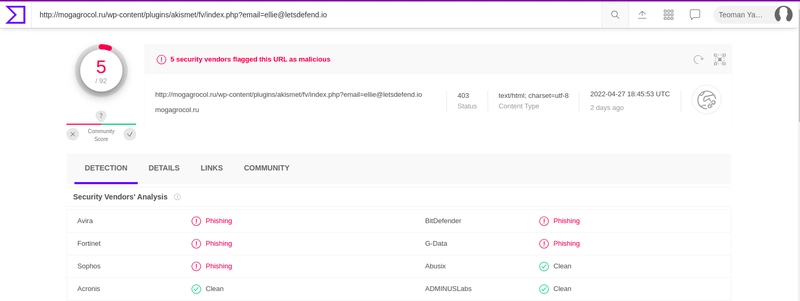 http://mogagrocol.ru/wp-content/plugins/akismet/fv/index.php?email=ellie@letsdefend.io
Teoman Ya…
5
/ 92
5 security vendors flagged this URL as malicious
?
Community
Score
http://mogagrocol.ru/wp-content/plugins/akismet/fv/index.php?email=ellie@letsdefend.io
mogagrocol.ru
403
Status
text/html; charset=utf-8
Content Type
2022-04-27 18:45:53 UTC
2 days ago
DETECTION DETAILS LINKS COMMUNITY
Security Vendors' Analysis
Avira Phishing BitDefender Phishing
Fortinet Phishing G-Data Phishing
Sophos Phishing Abusix Clean
Acronis Clean ADMINUSLabs Clean